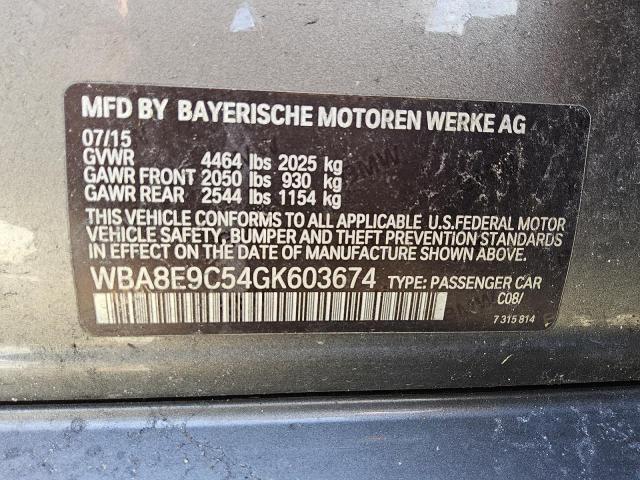 MFD BY BAYERISCHE MOTOREN WERKE AG
07/15
GVWR 4464 lbs 2025 kg
GAWR FRONT 2050 lbs 930 kg
GAWR REAR 2544 lbs 1154 kg
THIS VEHICLE CONFORMS TO ALL APPLICABLE U.S.FEDERAL MOTOR
VEHICLE SAFETY, BUMPER AND THEFT PREVENTION STANDARDS
IN EFFECT ON THE DATE OF MANUFACTURE SHOWN ABOVE.
WBA8E9C54GK603674 TYPE: PASSENGER CAR
C08/
7 315 814
BMW
BMW